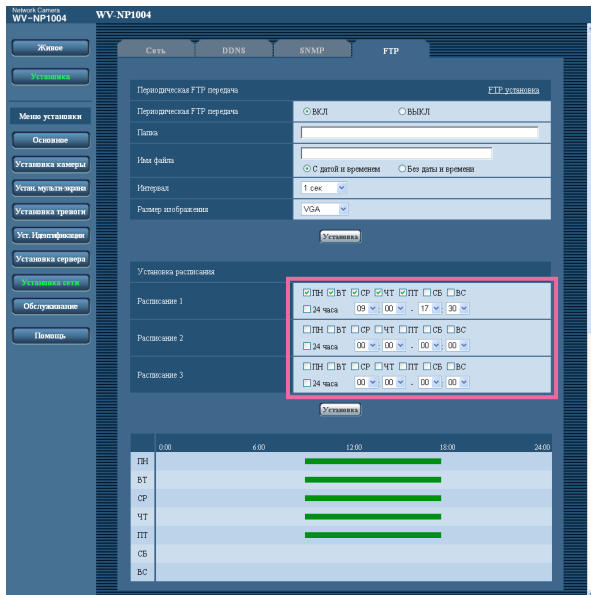 Network Camera
WV-NP1004
WV-NP1004
Живое
Установка
Меню установки
Основное
Установка камеры
Устан. мульти-экрана
Установка тревоги
Уст. Идентификации
Установка сервера
Установка сети
Обслуживание
Помощь
Сеть DDNS SNMP FTP
Периодическая FTP передача FTP установка
Периодическая FTP передача ВКЛ ВЫКЛ
Папка
Имя файла
С датой и временем Без даты и времени
Интервал 1 сек
Размер изображения VGA
Установка
Установка расписания
Расписание 1
ПН ВТ СР ЧТ ПТ СБ ВС
24 часа 09 : 00 - 17 : 30
Расписание 2
ПН ВТ СР ЧТ ПТ СБ ВС
24 часа 00 : 00 - 00 : 00
Расписание 3
ПН ВТ СР ЧТ ПТ СБ ВС
24 часа 00 : 00 - 00 : 00
Установка
0:00 6:00 12:00 18:00 24:00
ПН
ВТ
СР
ЧТ
ПТ
СБ
ВС